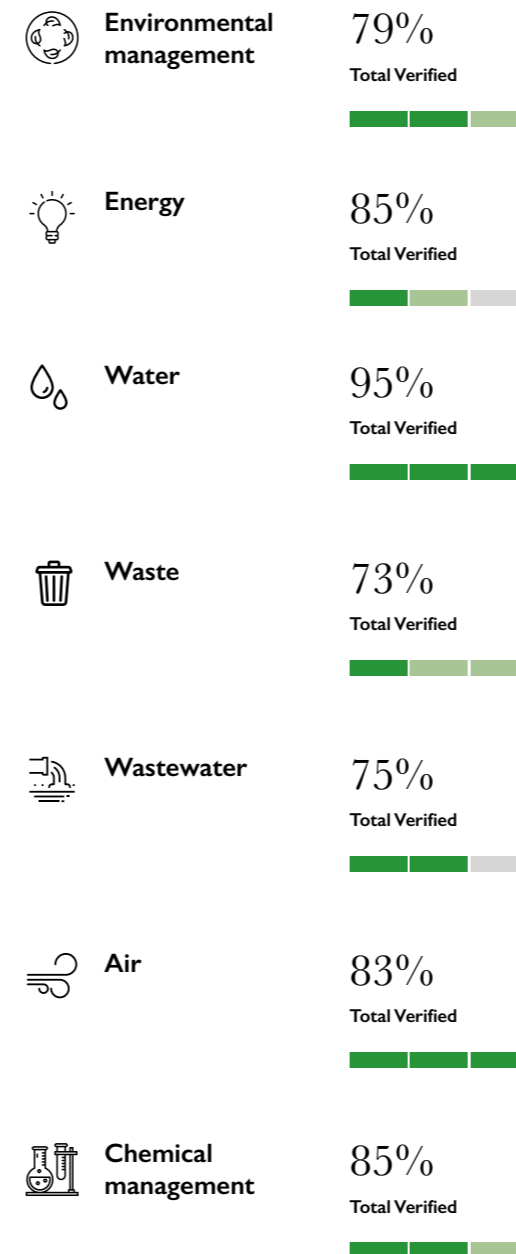 Environmental
management
79%
Total Verified
Energy
85%
Total Verified
Water
95%
Total Verified
Waste
73%
Total Verified
Wastewater
75%
Total Verified
Air
83%
Total Verified
Chemical
management
85%
Total Verified